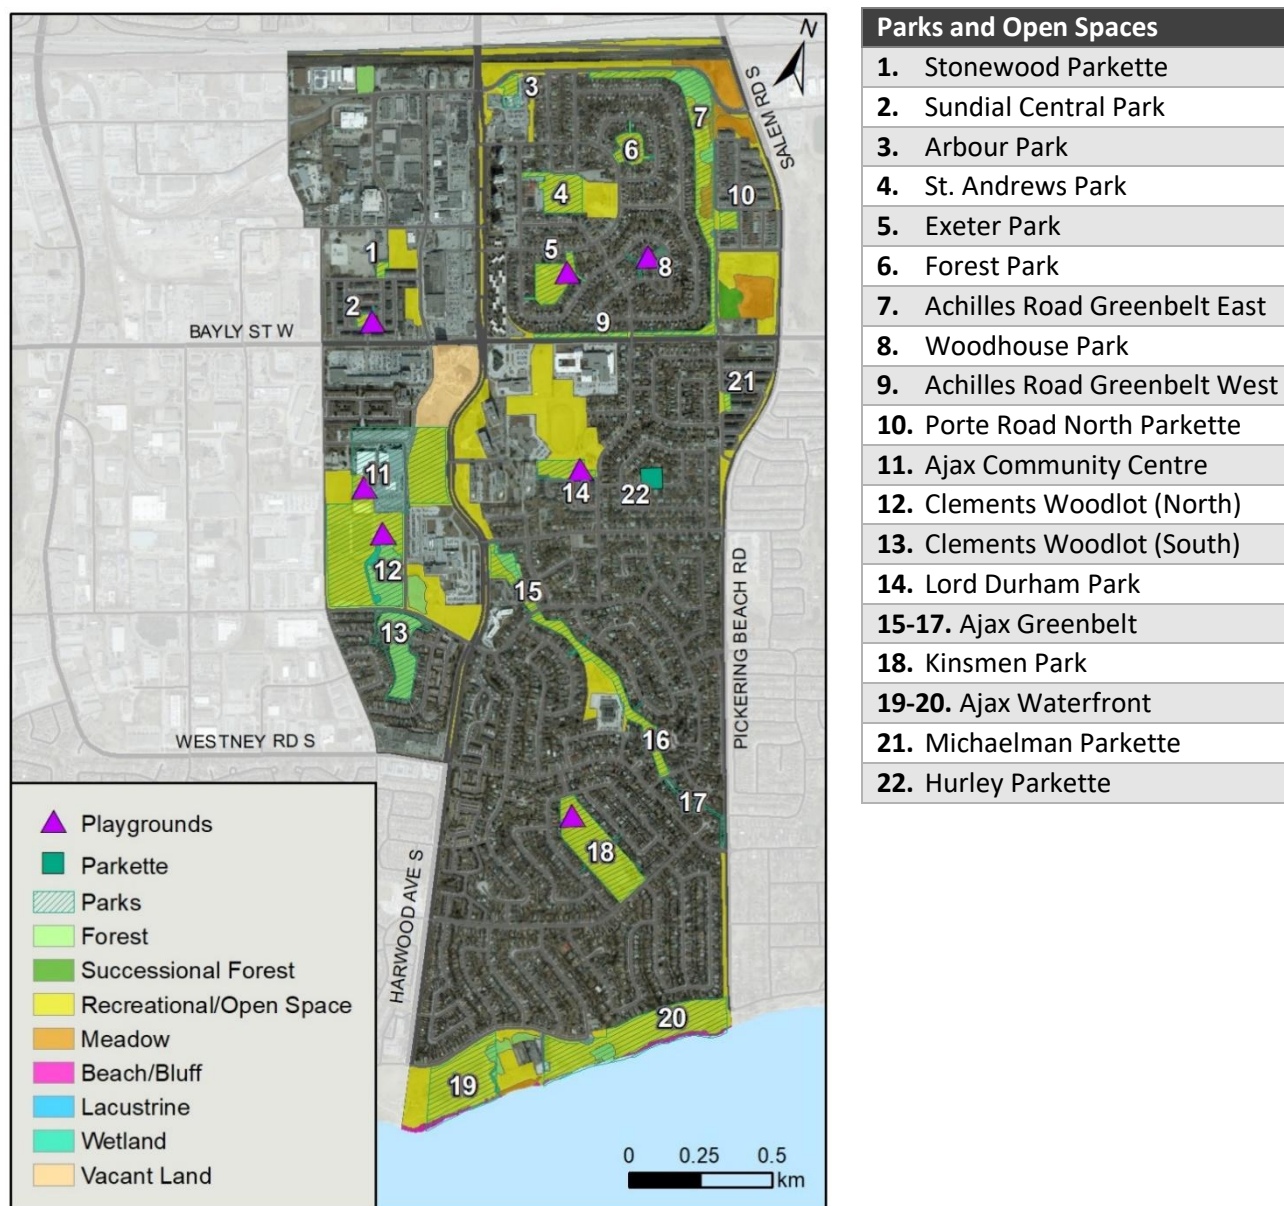 N
SALEM RD S
3
7
6
4
10
1
5
8
2
9
BAYLY ST W
21
11
14
22
12
15
13
PICKERING BEACH RD
WESTNEY RD S
16
17
18
HARWOOD AVE S
20
19
Playgrounds
Parkette
Parks
Forest
Successional Forest
Recreational/Open Space
Meadow
Beach/Bluff
Lacustrine
Wetland
Vacant Land
0 0.25 0.5
km
Parks and Open Spaces
1. Stonewood Parkette
2. Sundial Central Park
3. Arbour Park
4. St. Andrews Park
5. Exeter Park
6. Forest Park
7. Achilles Road Greenbelt East
8. Woodhouse Park
9. Achilles Road Greenbelt West
10. Porte Road North Parkette
11. Ajax Community Centre
12. Clements Woodlot (North)
13. Clements Woodlot (South)
14. Lord Durham Park
15-17. Ajax Greenbelt
18. Kinsmen Park
19-20. Ajax Waterfront
21. Michaelman Parkette
22. Hurley Parkette